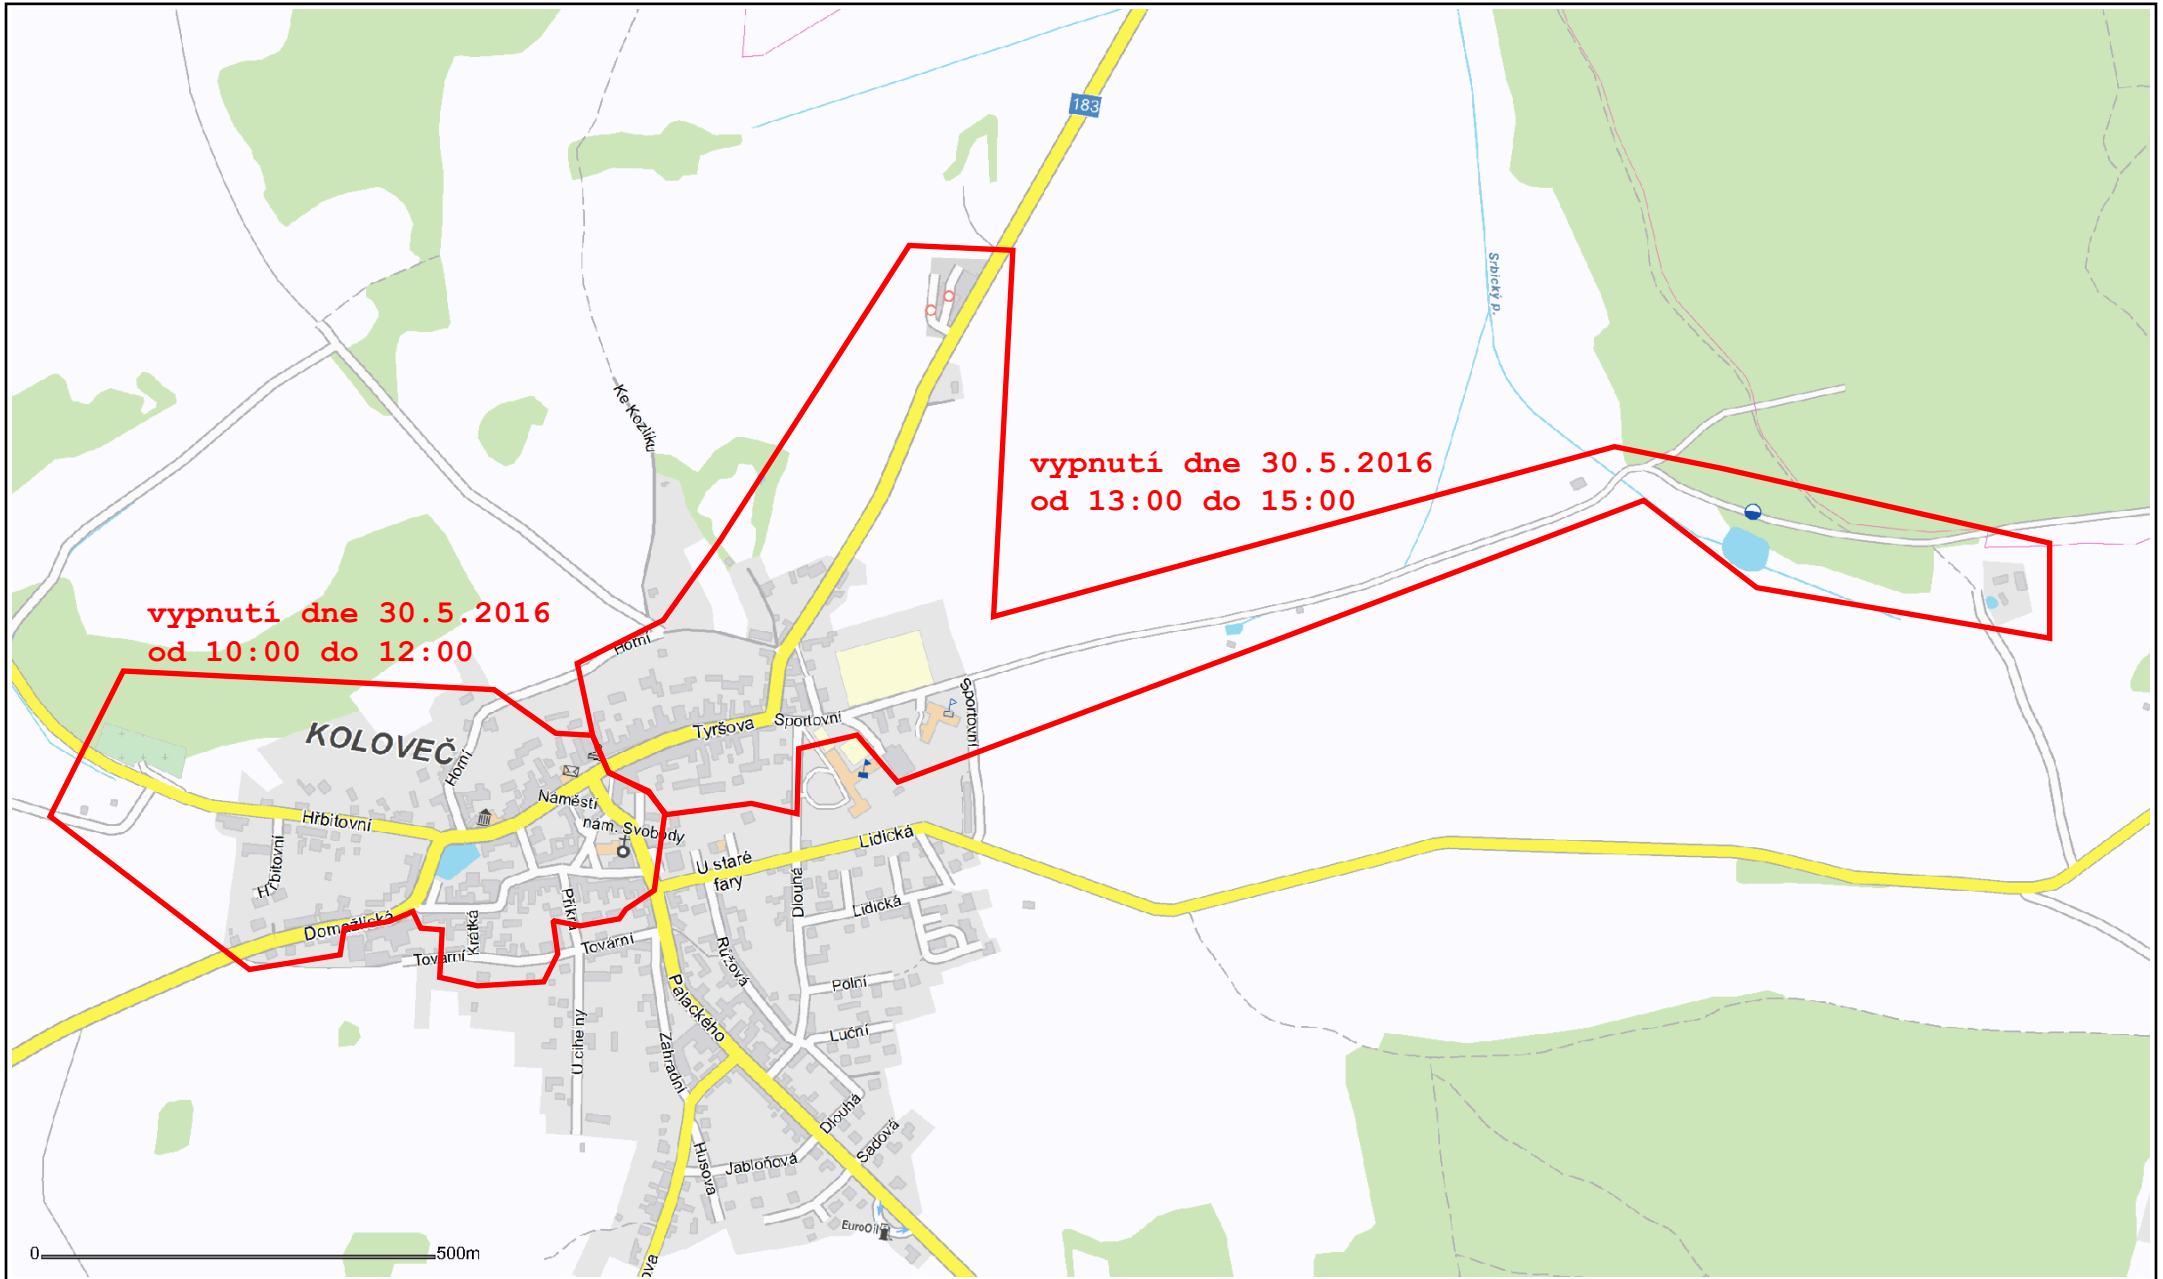 183
Srbický p.
Ke Kozlíku
vypnutí dne 30.5.2016
od 13:00 do 15:00
vypnutí dne 30.5.2016
od 10:00 do 12:00
Horní
Sportovní
Sportovní
Tyršova
KOLOVEČ
Horní
Náměstí
nám. Svobody
Hřbitovní
Hřbitovní
Lidická
U staré
fary
Dlouhá
Lidická
Příkrá
Krátká
Domažlická
Tovární
Tovární
Růžová
Polní
Palackého
Luční
U cihelny
Zahradní
Dlouhá
Sadová
Jabloňová
Husova
EuroOil
0
500m